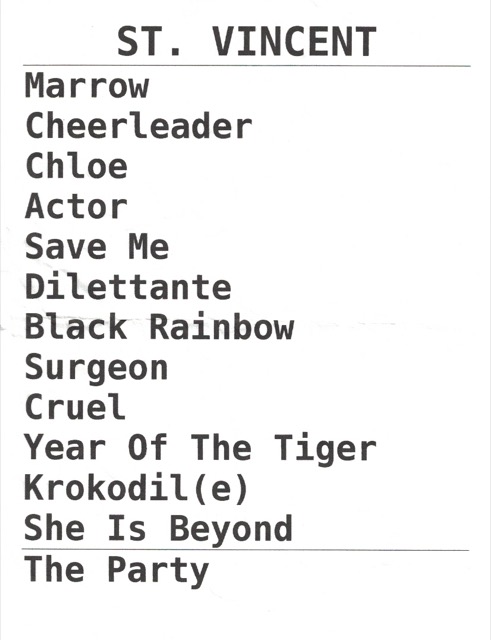 ST. VINCENT
Marrow
Cheerleader
Chloe
Actor
Save Me
Dilettante
Black Rainbow
Surgeon
Cruel
Year Of The Tiger
Krokodil(e)
She Is Beyond
The Party